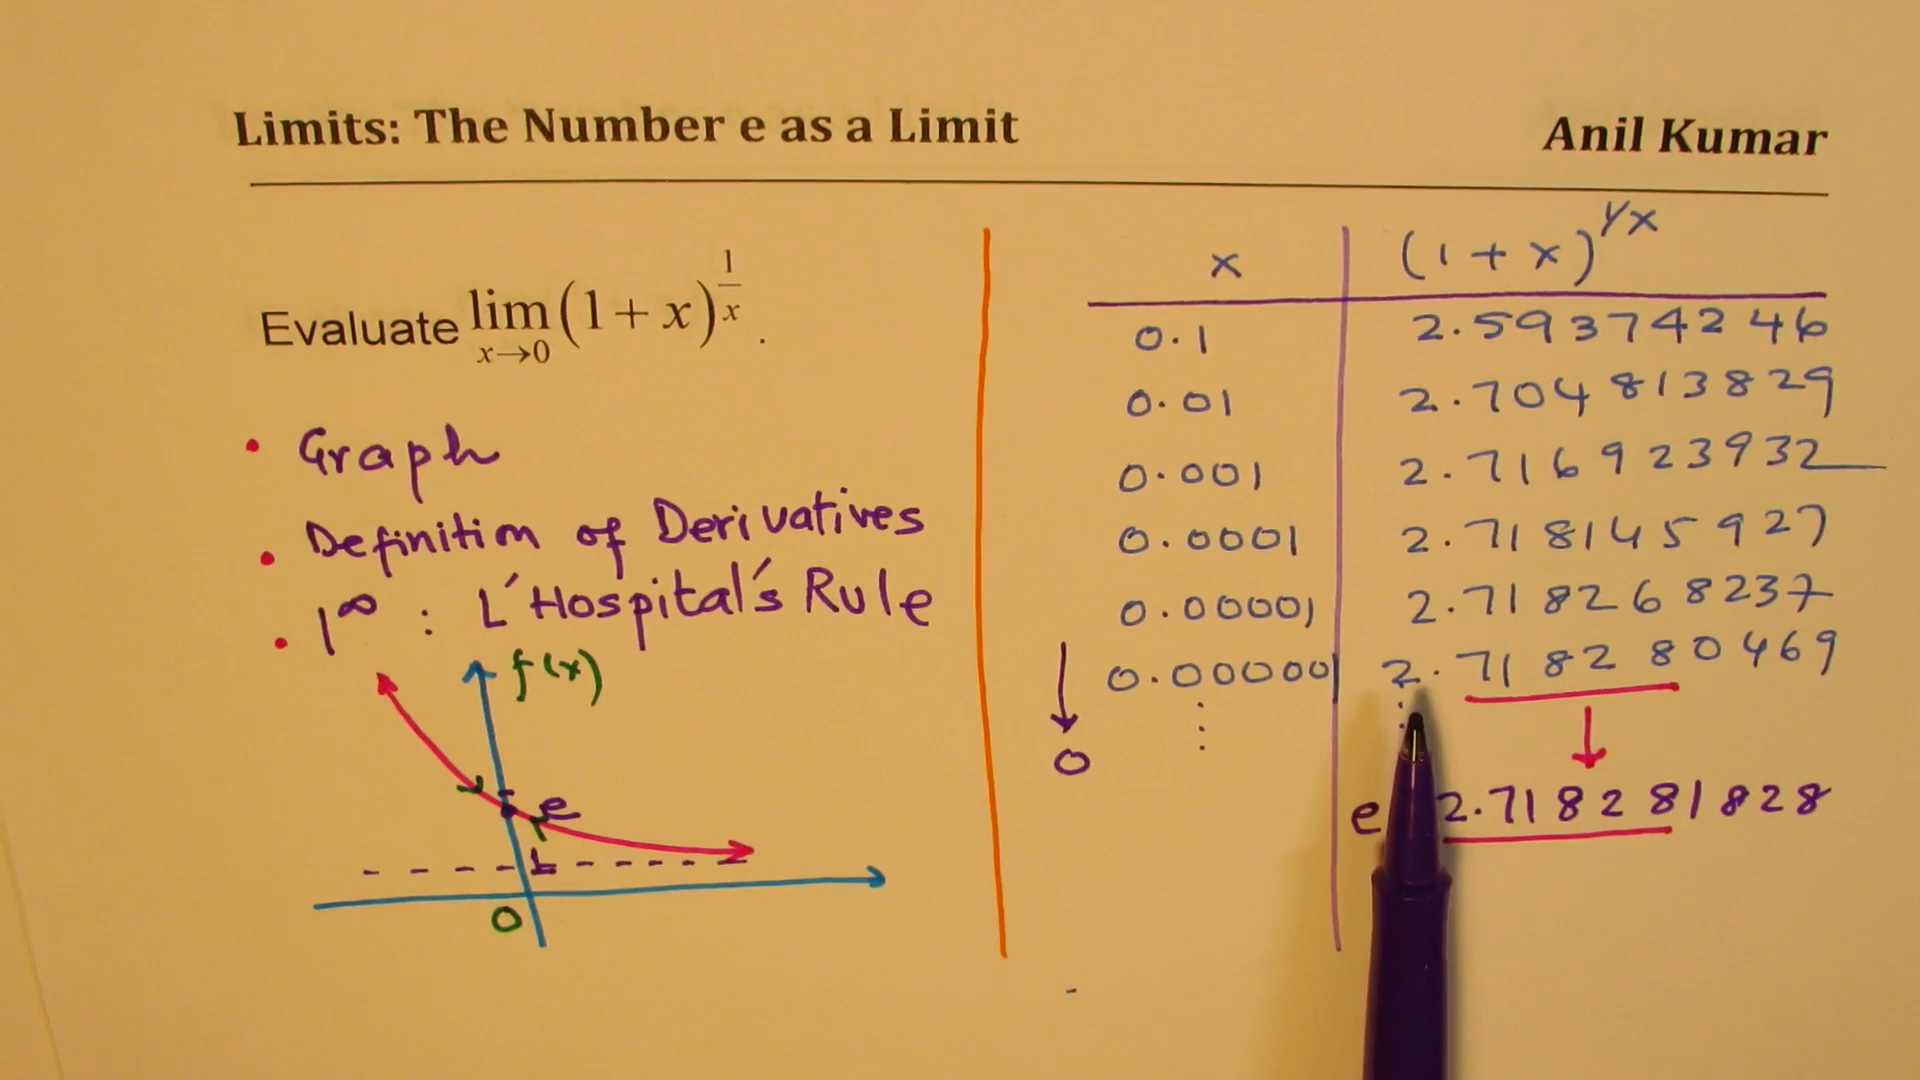 Limits: The Number e as a Limit
Anil Kumar
Evaluate lim x→0 (1+x)^(1/x) .
• Graph
• Definition of Derivatives
• 1^∞ : L'Hospital's Rule
f(x)
e
1
0
x (1+x)^(1/x)
0.1 2.59374246
0.01 2.704813829
0.001 2.716923932
0.0001 2.718145927
0.00001 2.718268237
0.000001 2.718280469
0
e 2.718281828